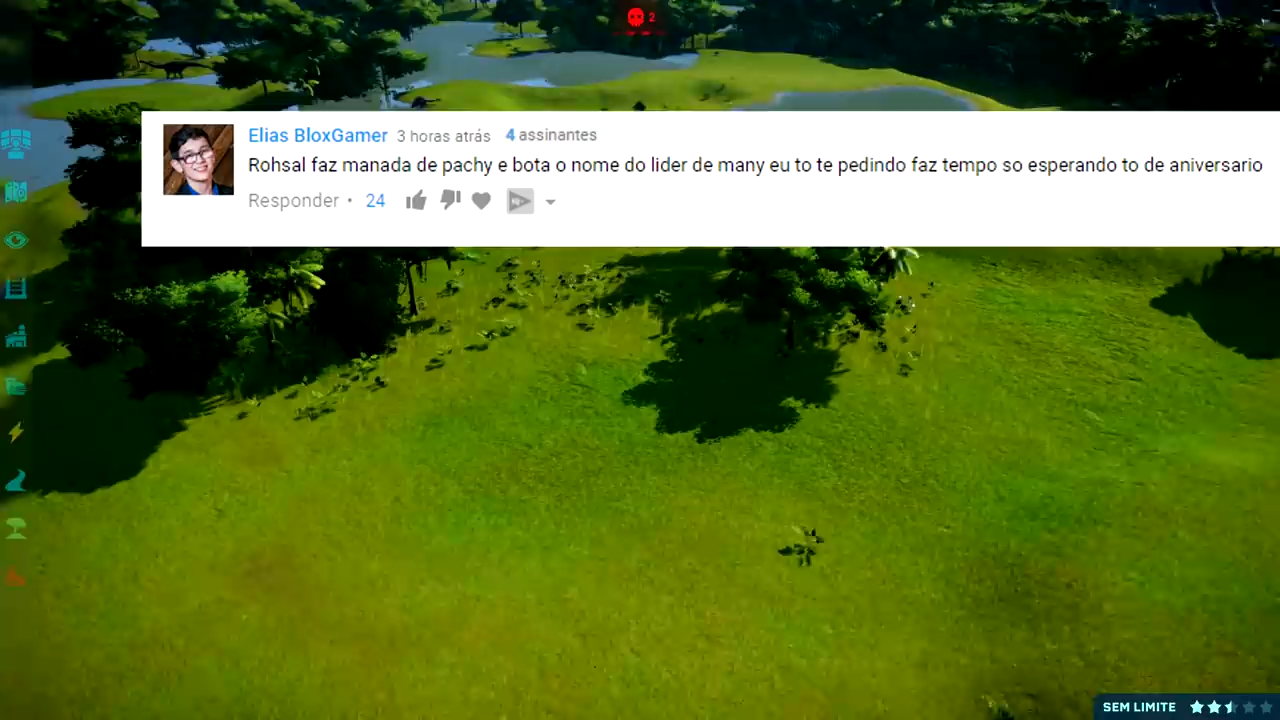 2
Elias BloxGamer 3 horas atrás 4 assinantes
Rohsal faz manada de pachy e bota o nome do lider de many eu to te pedindo faz tempo so esperando to de aniversario
Responder • 24
SEM LIMITE